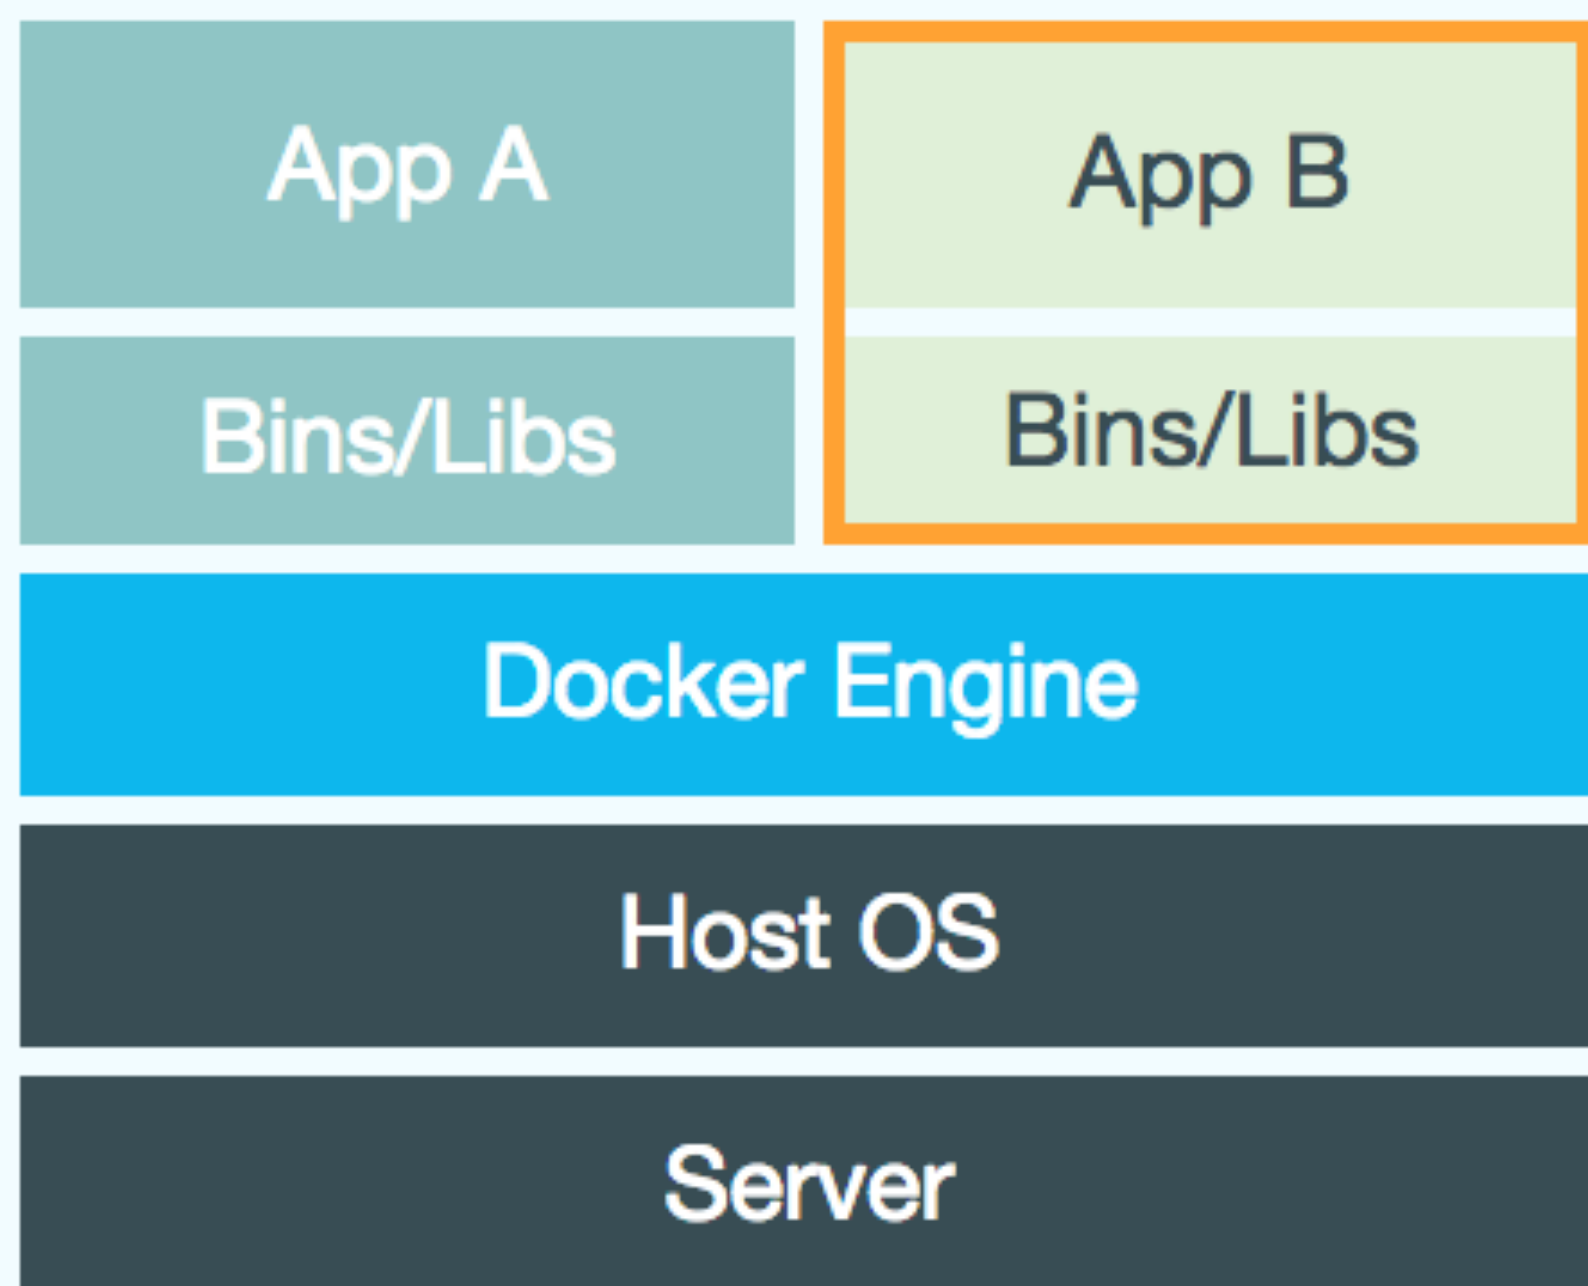 App A
App B
Bins/Libs
Bins/Libs
Docker Engine
Host OS
Server